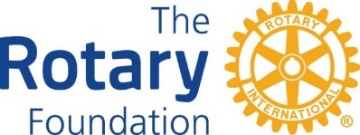 The
Rotary
Foundation
ROTARY
INTERNATIONAL
®